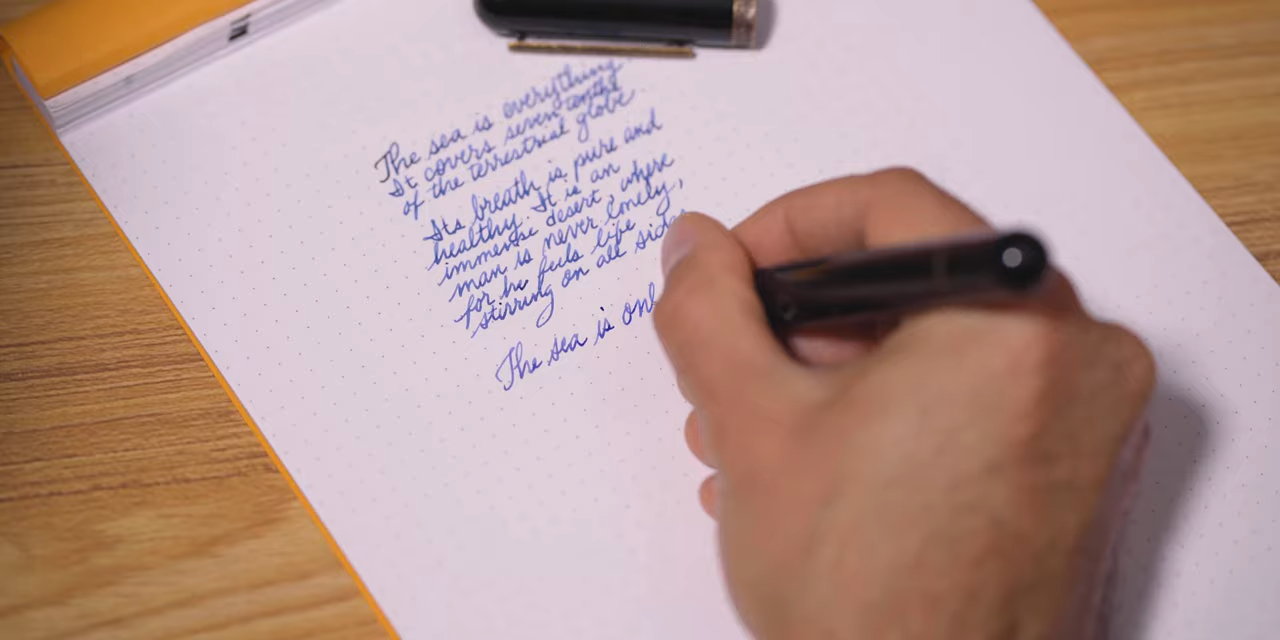 The sea is everything
It covers seven tenths
of the terrestrial globe
Its breath is pure and
healthy. It is an
immense desert, where
man is never lonely,
for he feels life
stirring on all sides
The sea is onl